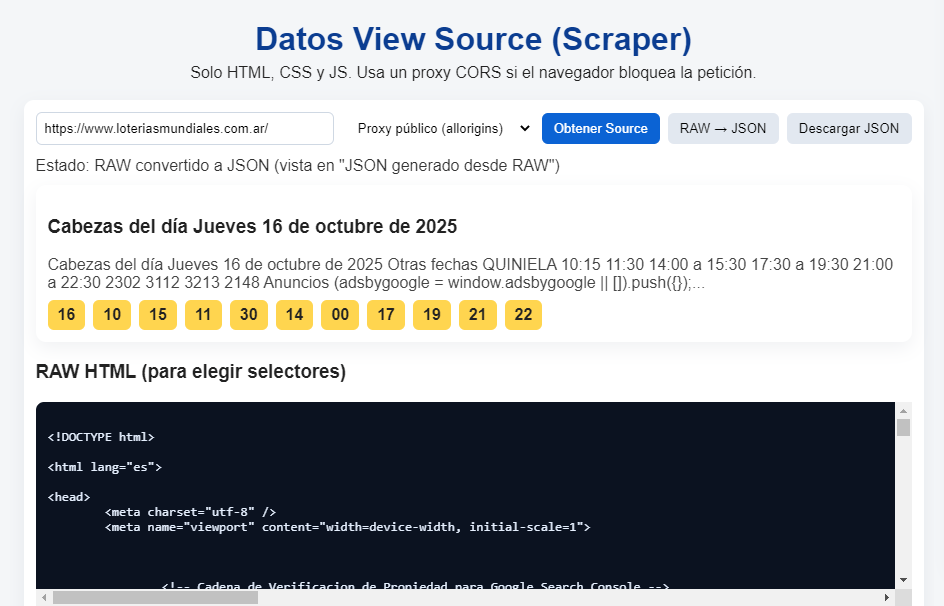 Datos View Source (Scraper)
Solo HTML, CSS y JS. Usa un proxy CORS si el navegador bloquea la petición.
https://www.loteriasmundiales.com.ar/ Proxy público (allorigins) Obtener Source RAW → JSON Descargar JSON
Estado: RAW convertido a JSON (vista en "JSON generado desde RAW")
Cabezas del día Jueves 16 de octubre de 2025
Cabezas del día Jueves 16 de octubre de 2025 Otras fechas QUINIELA 10:15 11:30 14:00 a 15:30 17:30 a 19:30 21:00
a 22:30 2302 3112 3213 2148 Anuncios (adsbygoogle = window.adsbygoogle || []).push({});...
16 10 15 11 30 14 00 17 19 21 22
RAW HTML (para elegir selectores)
<!DOCTYPE html>
<html lang="es">
<head>
<meta charset="utf-8" />
<meta name="viewport" content="width=device-width, initial-scale=1">
<!-- Cadena de Verificacion de Propiedad para Google Search Console -->